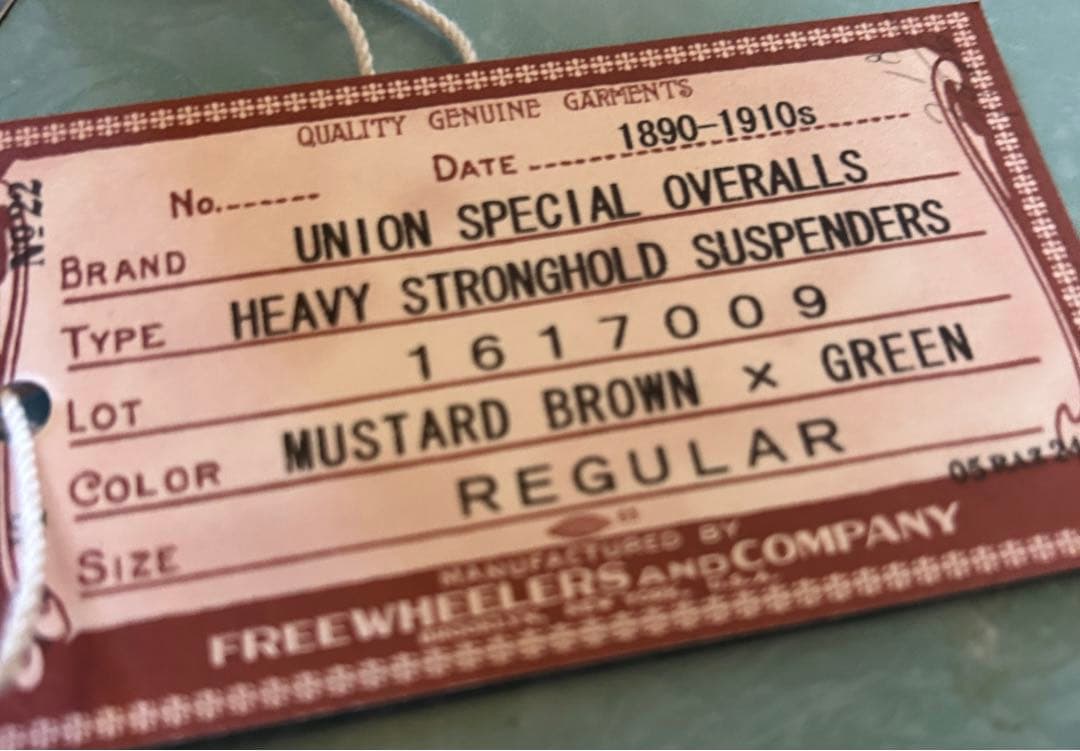 QUALITY GENUINE GARMENTS
No. DATE 1890-1910s
BRAND UNION SPECIAL OVERALLS
TYPE HEAVY STRONGHOLD SUSPENDERS
LOT 1617009
COLOR MUSTARD BROWN × GREEN
SIZE REGULAR
MANUFACTURED BY
FREEWHEELERS AND COMPANY